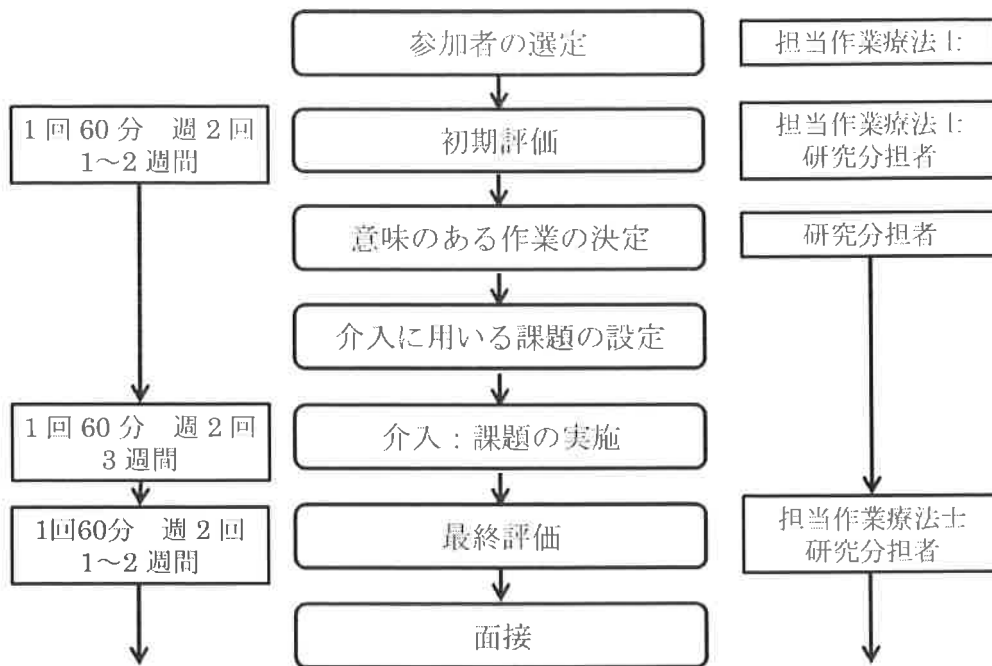 参加者の選定
担当作業療法士
1回60分 週2回
1～2週間
初期評価
担当作業療法士
研究分担者
意味のある作業の決定
研究分担者
介入に用いる課題の設定
1回60分 週2回
3週間
介入：課題の実施
1回60分 週2回
1～2週間
最終評価
担当作業療法士
研究分担者
面接